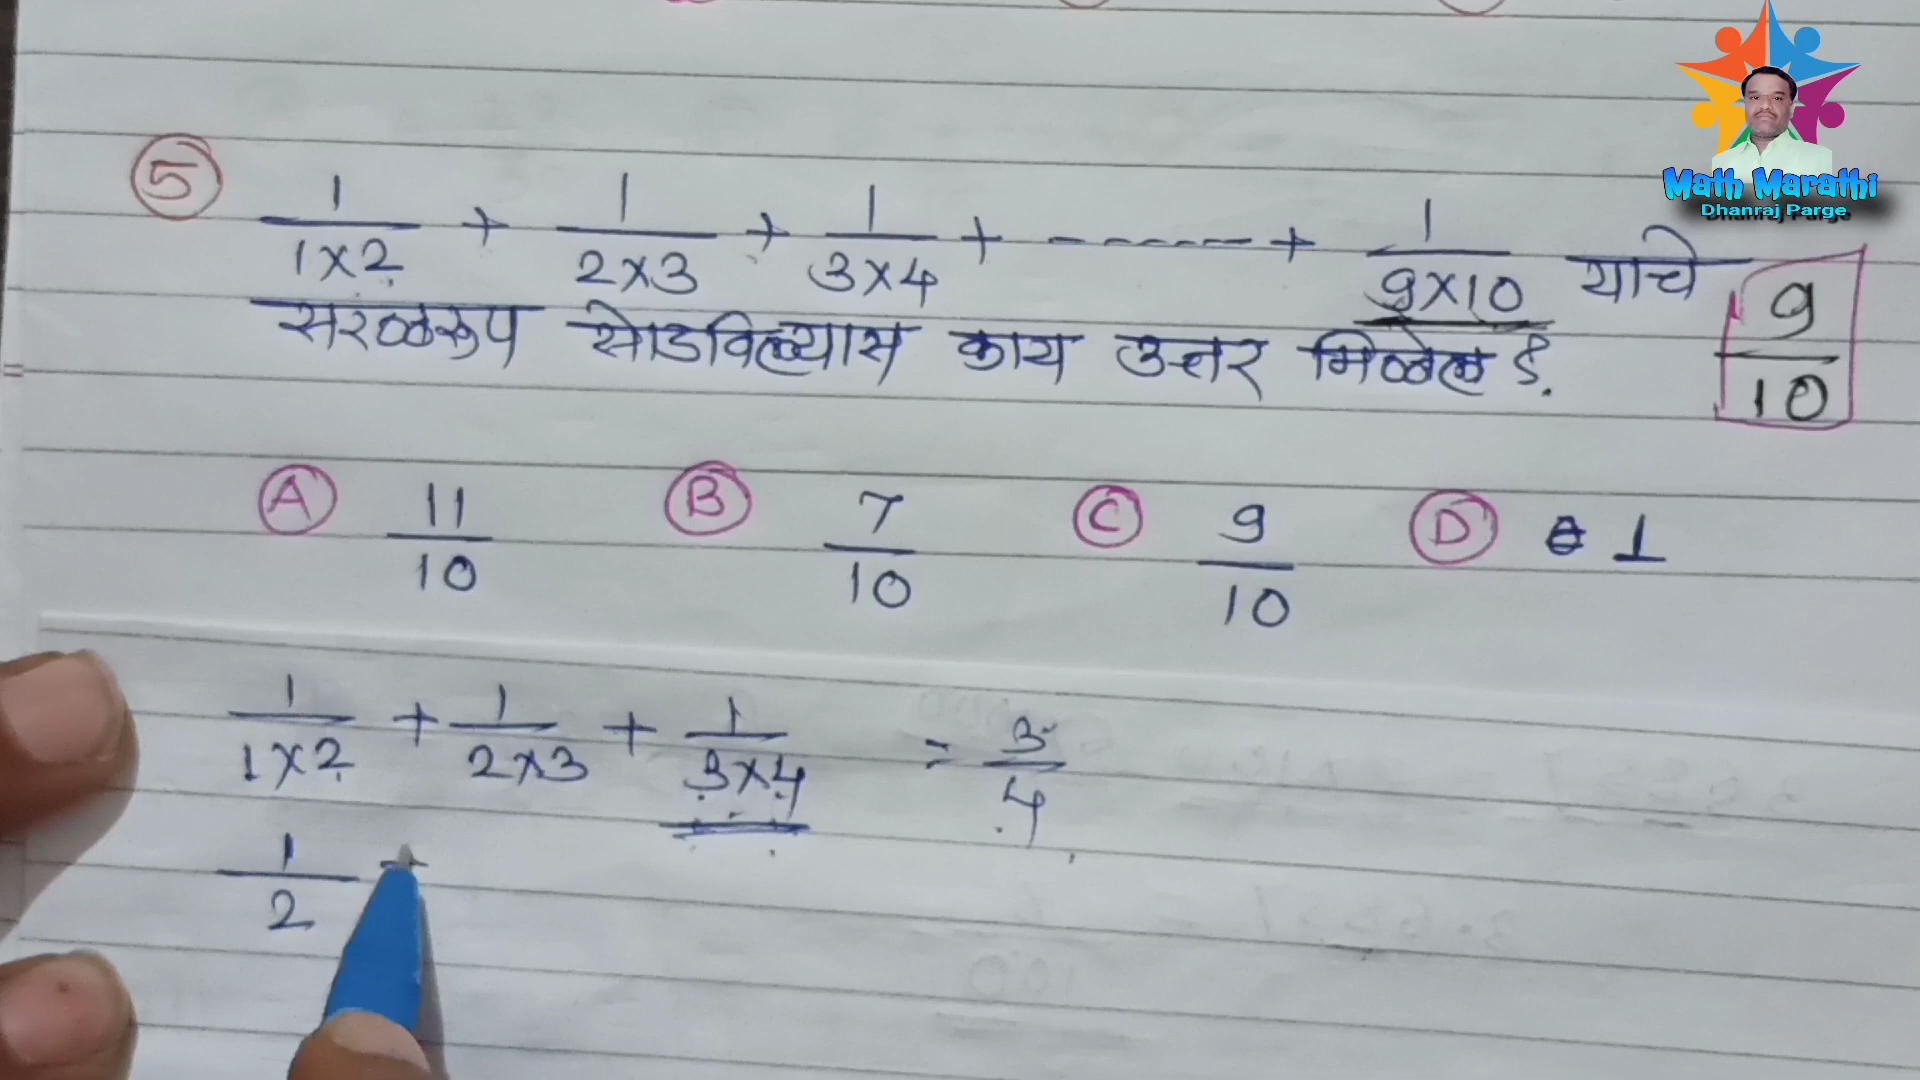 Math Marathi
Dhanraj Parge
5 1/1×2 + 1/2×3 + 1/3×4 + ------- + 1/9×10 याचे
सरळरूप सोडविल्यास काय उत्तर मिळेल ?.
9/10
A 11/10 B 7/10 C 9/10 D 1
1/1×2 + 1/2×3 + 1/3×4 = 3/4
1/2 +